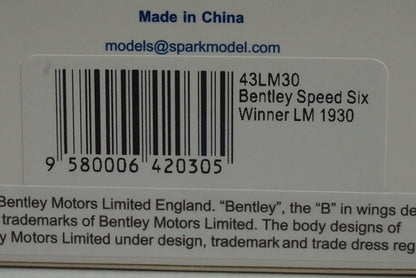 Made in China
models@sparkmodel.com
43LM30
Bentley Speed Six
Winner LM 1930
9 580006 420305
Bentley Motors Limited England. “Bentley”, the “B” in wings de
trademarks of Bentley Motors Limited. The body designs of
y Motors Limited under design, trademark and trade dress reg